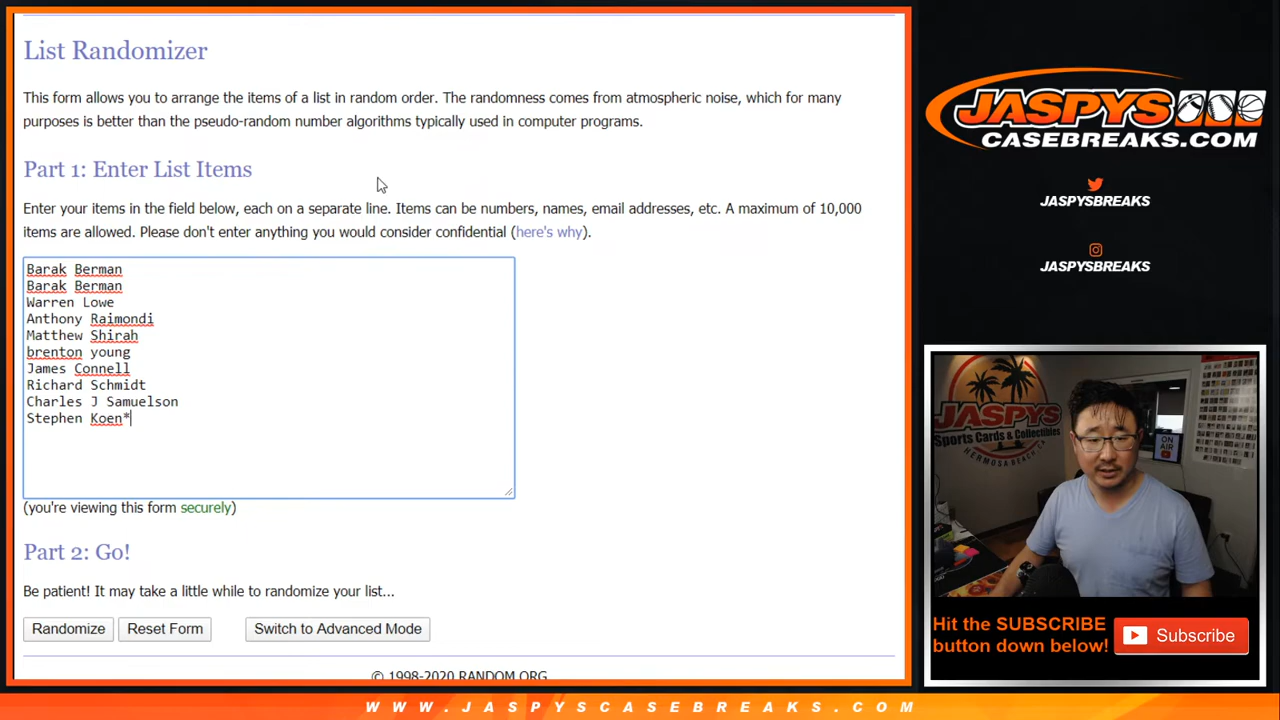 List Randomizer
This form allows you to arrange the items of a list in random order. The randomness comes from atmospheric noise, which for many
purposes is better than the pseudo-random number algorithms typically used in computer programs.
Part 1: Enter List Items
Enter your items in the field below, each on a separate line. Items can be numbers, names, email addresses, etc. A maximum of 10,000
items are allowed. Please don't enter anything you would consider confidential (here's why).
Barak Berman
Barak Berman
Warren Lowe
Anthony Raimondi
Matthew Shirah
brenton young
James Connell
Richard Schmidt
Charles J Samuelson
Stephen Koen*
(you're viewing this form securely)
Part 2: Go!
Be patient! It may take a little while to randomize your list...
Randomize
Reset Form
Switch to Advanced Mode
© 1998-2020 RANDOM.ORG
JASPYS
CASEBREAKS.COM
JASPYSBREAKS
JASPYSBREAKS
JASPYS
Sports Cards & Collectibles
HERMOSA BEACH, CA
ON AIR
Hit the SUBSCRIBE
button down below!
Subscribe
WWW.JASPYSCASEBREAKS.COM